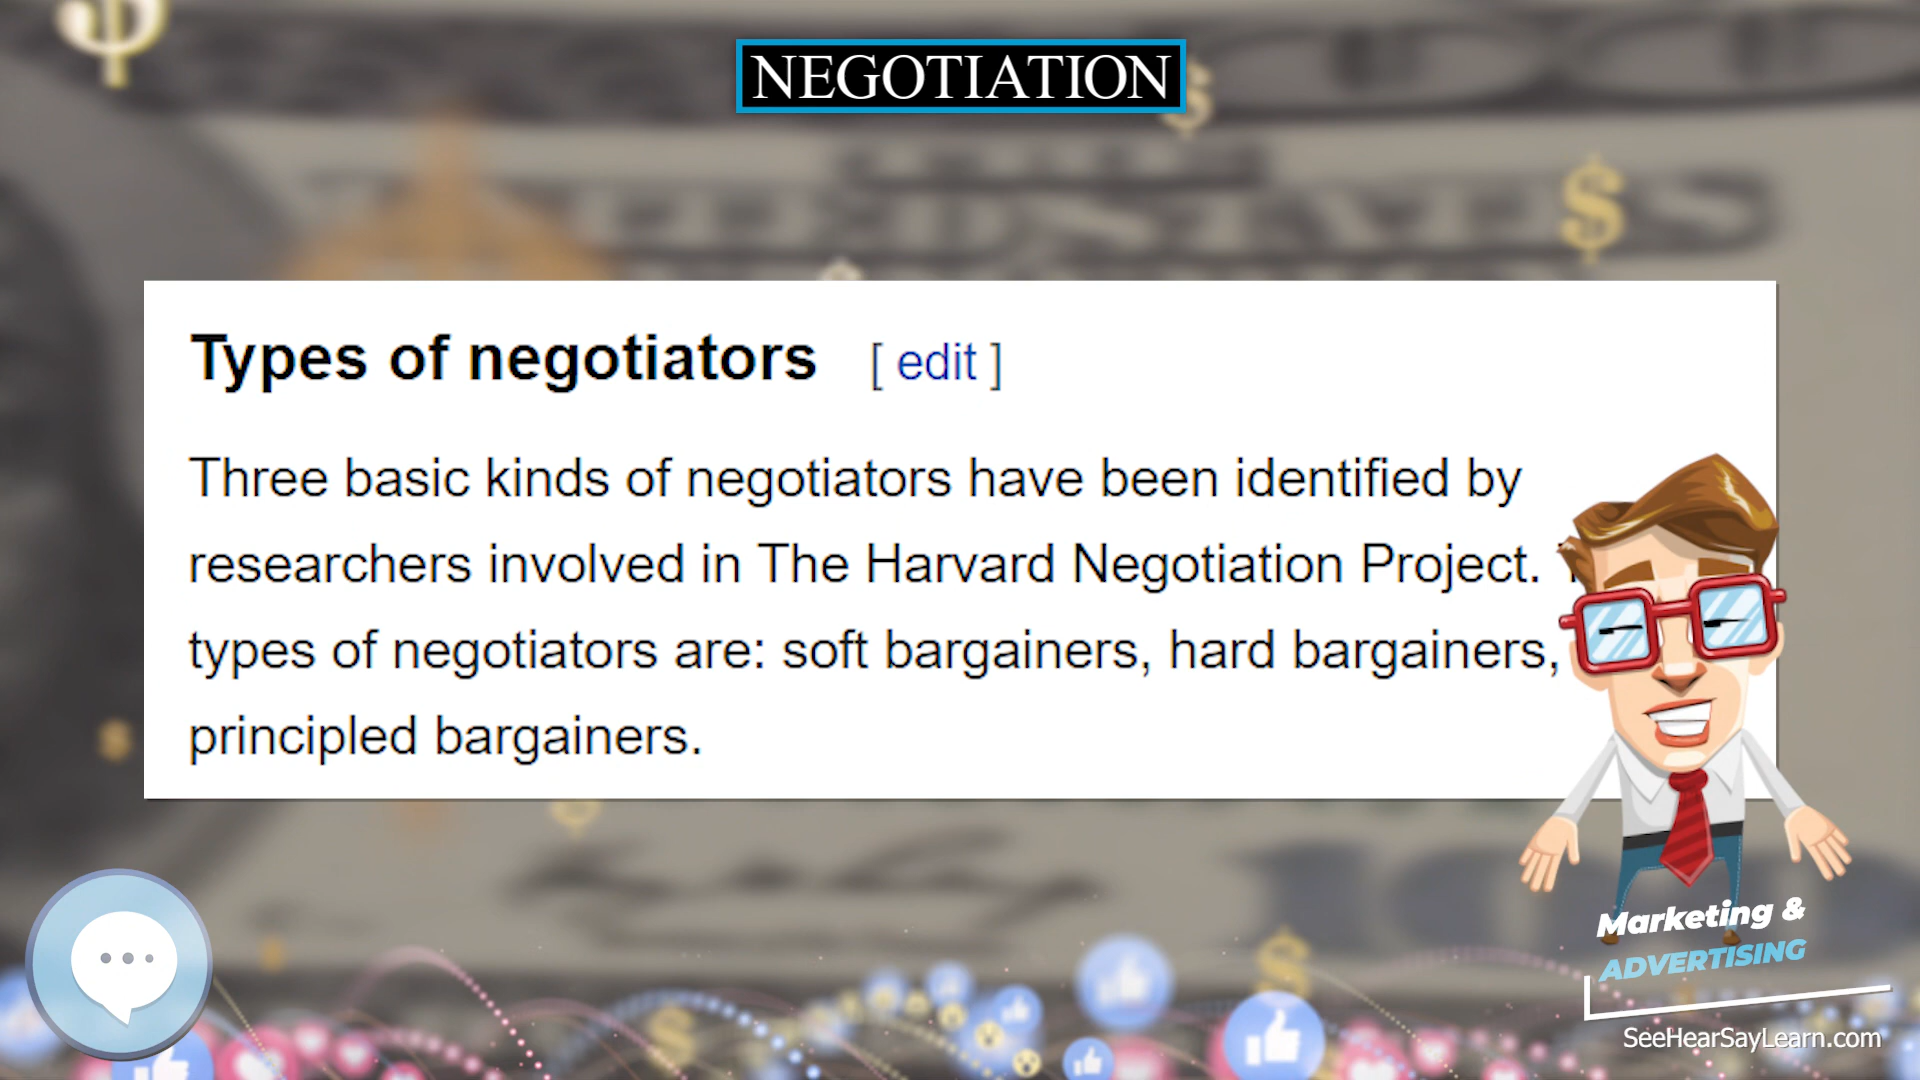 NEGOTIATION
Types of negotiators [ edit ]
Three basic kinds of negotiators have been identified by
researchers involved in The Harvard Negotiation Project.
types of negotiators are: soft bargainers, hard bargainers,
principled bargainers.
Marketing &
ADVERTISING
SeeHearSayLearn.com